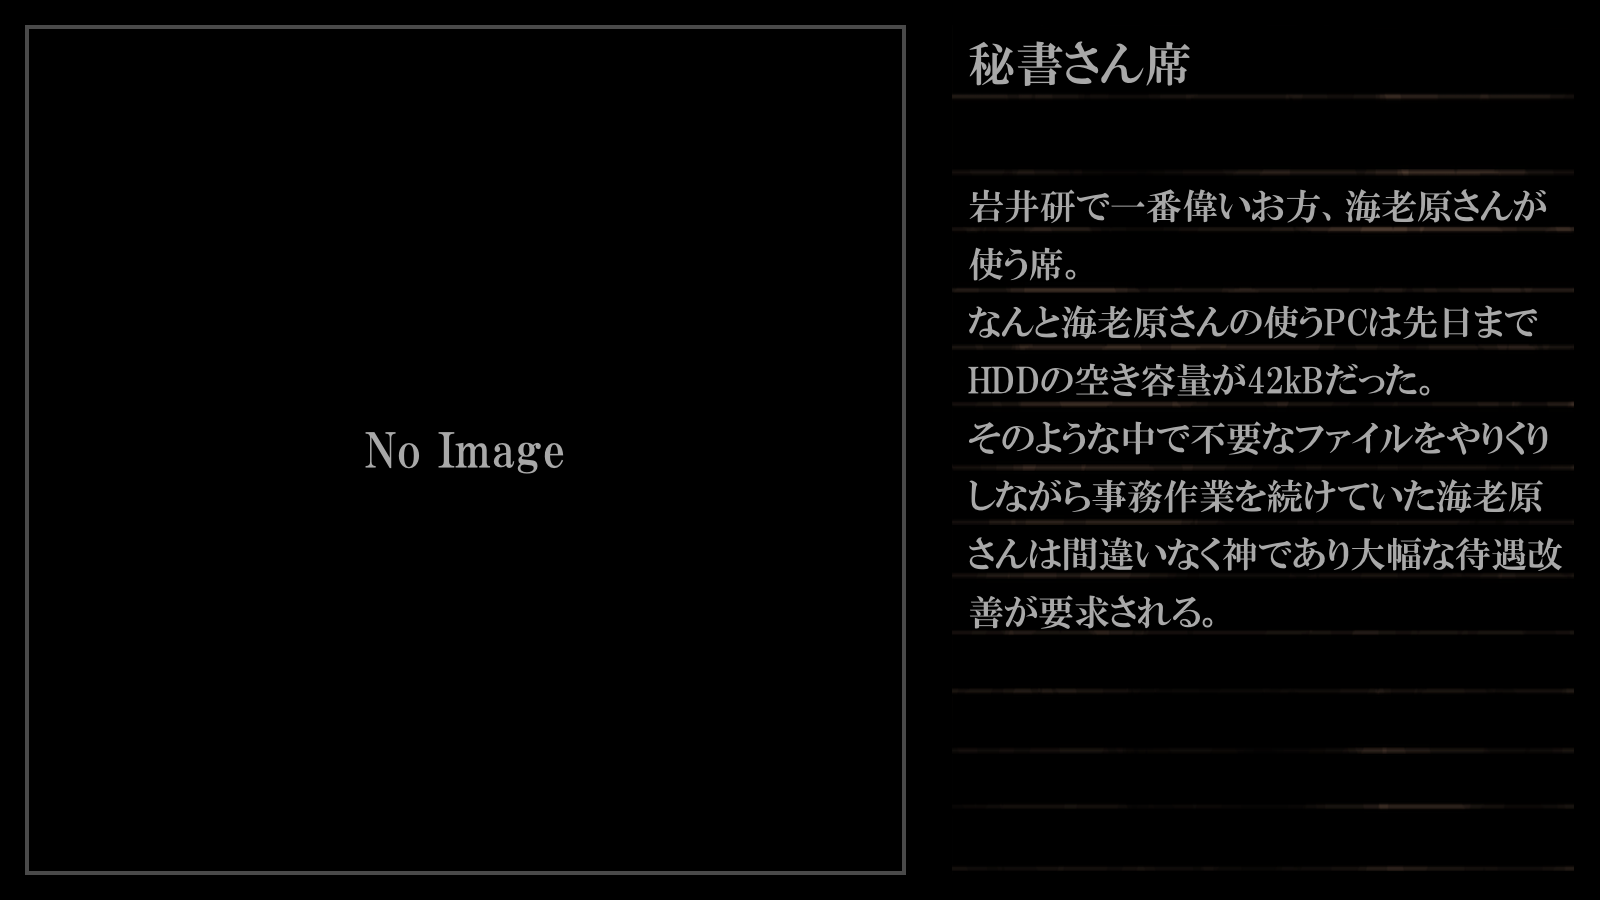 No Image
秘書さん席
岩井研で一番偉いお方、海老原さんが
使う席。
なんと海老原さんの使うPCは先日まで
HDDの空き容量が42kBだった。
そのような中で不要なファイルをやりくり
しながら事務作業を続けていた海老原
さんは間違いなく神であり大幅な待遇改
善が要求される。